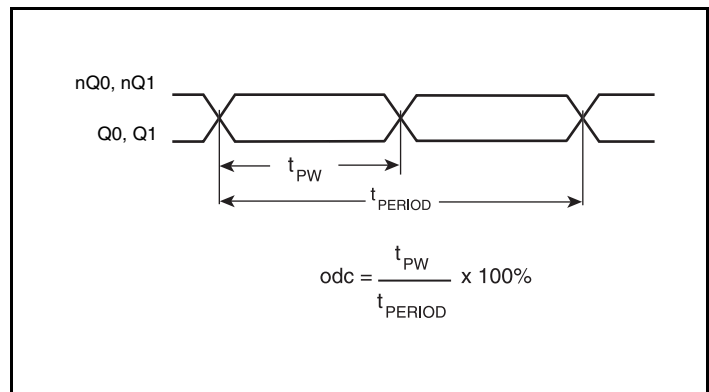 nQ0, nQ1
Q0, Q1
tPW
tPERIOD
odc = tPW / tPERIOD x 100%